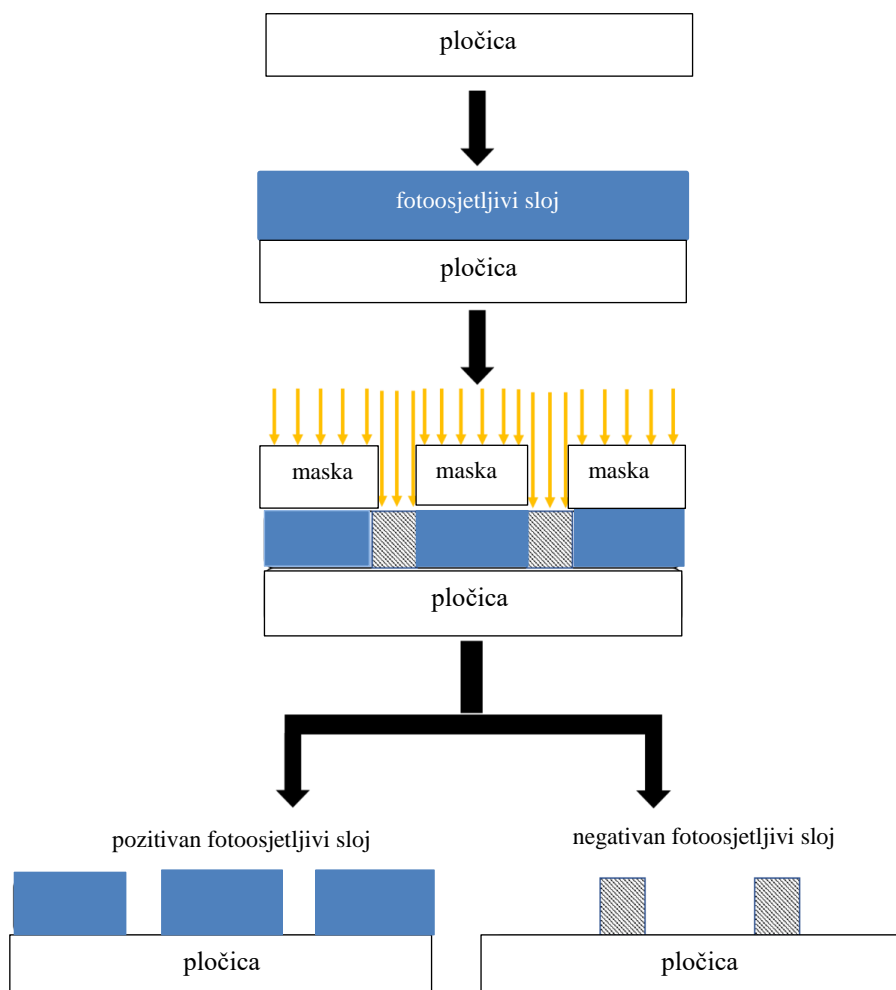 pločica
fotoosjetljivi sloj
pločica
maska maska maska
pločica
pozitivan fotoosjetljivi sloj
negativan fotoosjetljivi sloj
pločica
pločica